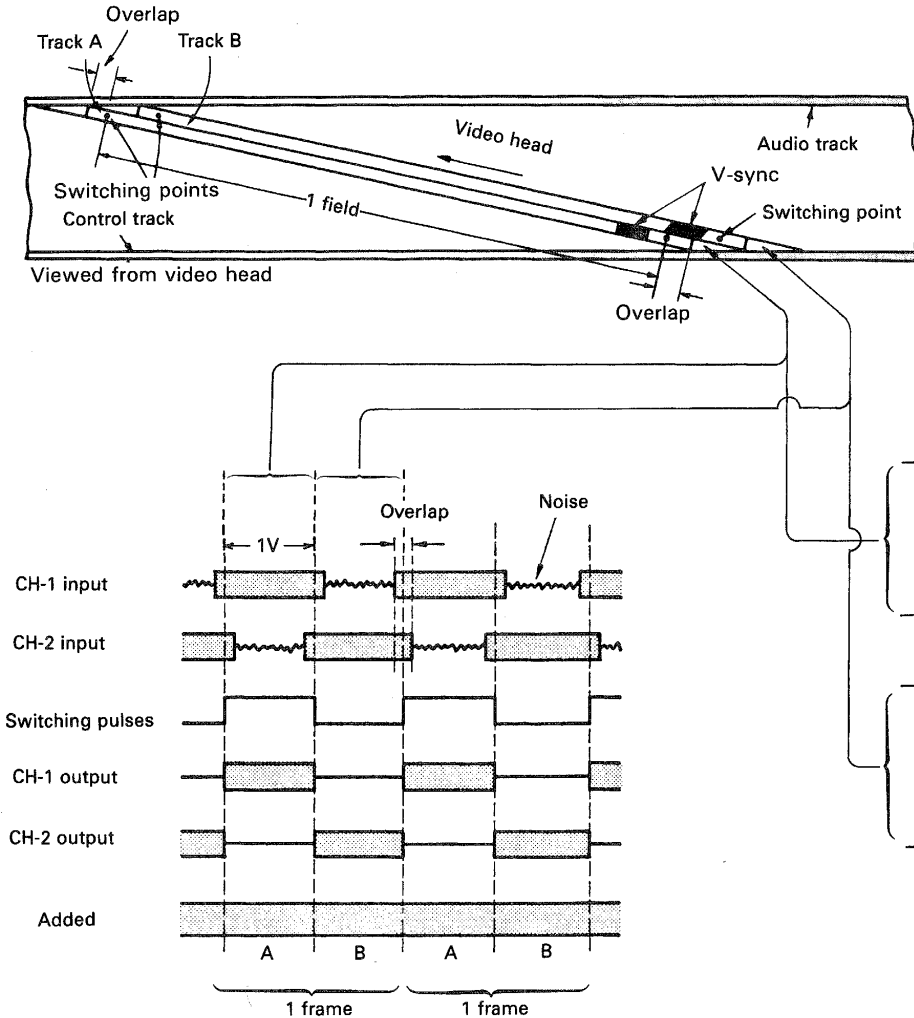 Overlap
Track A
Track B
Video head
Audio track
V-sync
Switching points
Switching point
1 field
Control track
Viewed from video head
Overlap
Noise
Overlap
1V
CH-1 input
CH-2 input
Switching pulses
CH-1 output
CH-2 output
Added
A B A B
1 frame 1 frame